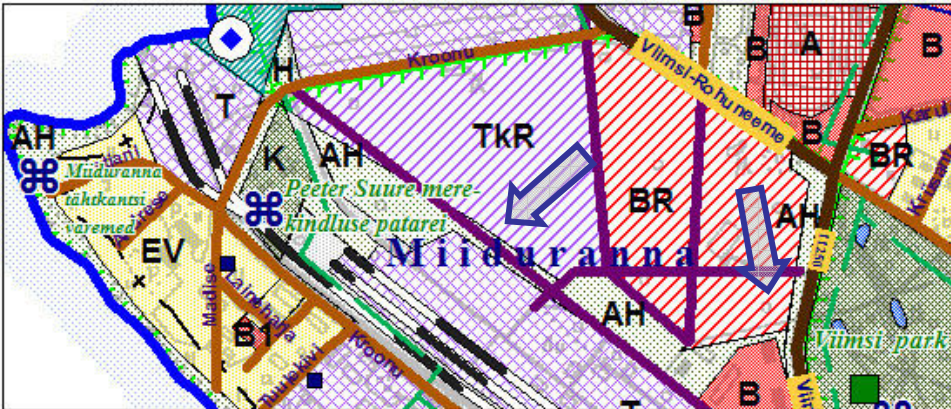 B
B
A
B
Kroonu
H
Viimsi-Rohuneeme
T
TkR
B
AH
K
AH
BR
BR
Miiduranna
tähtkantsi
varemed
Peeter Suure mere-
kindluse patarei
BR
AH
EV
Miiduranna
Madise
AH
B1
Kroonu
Viimsi park
B
T